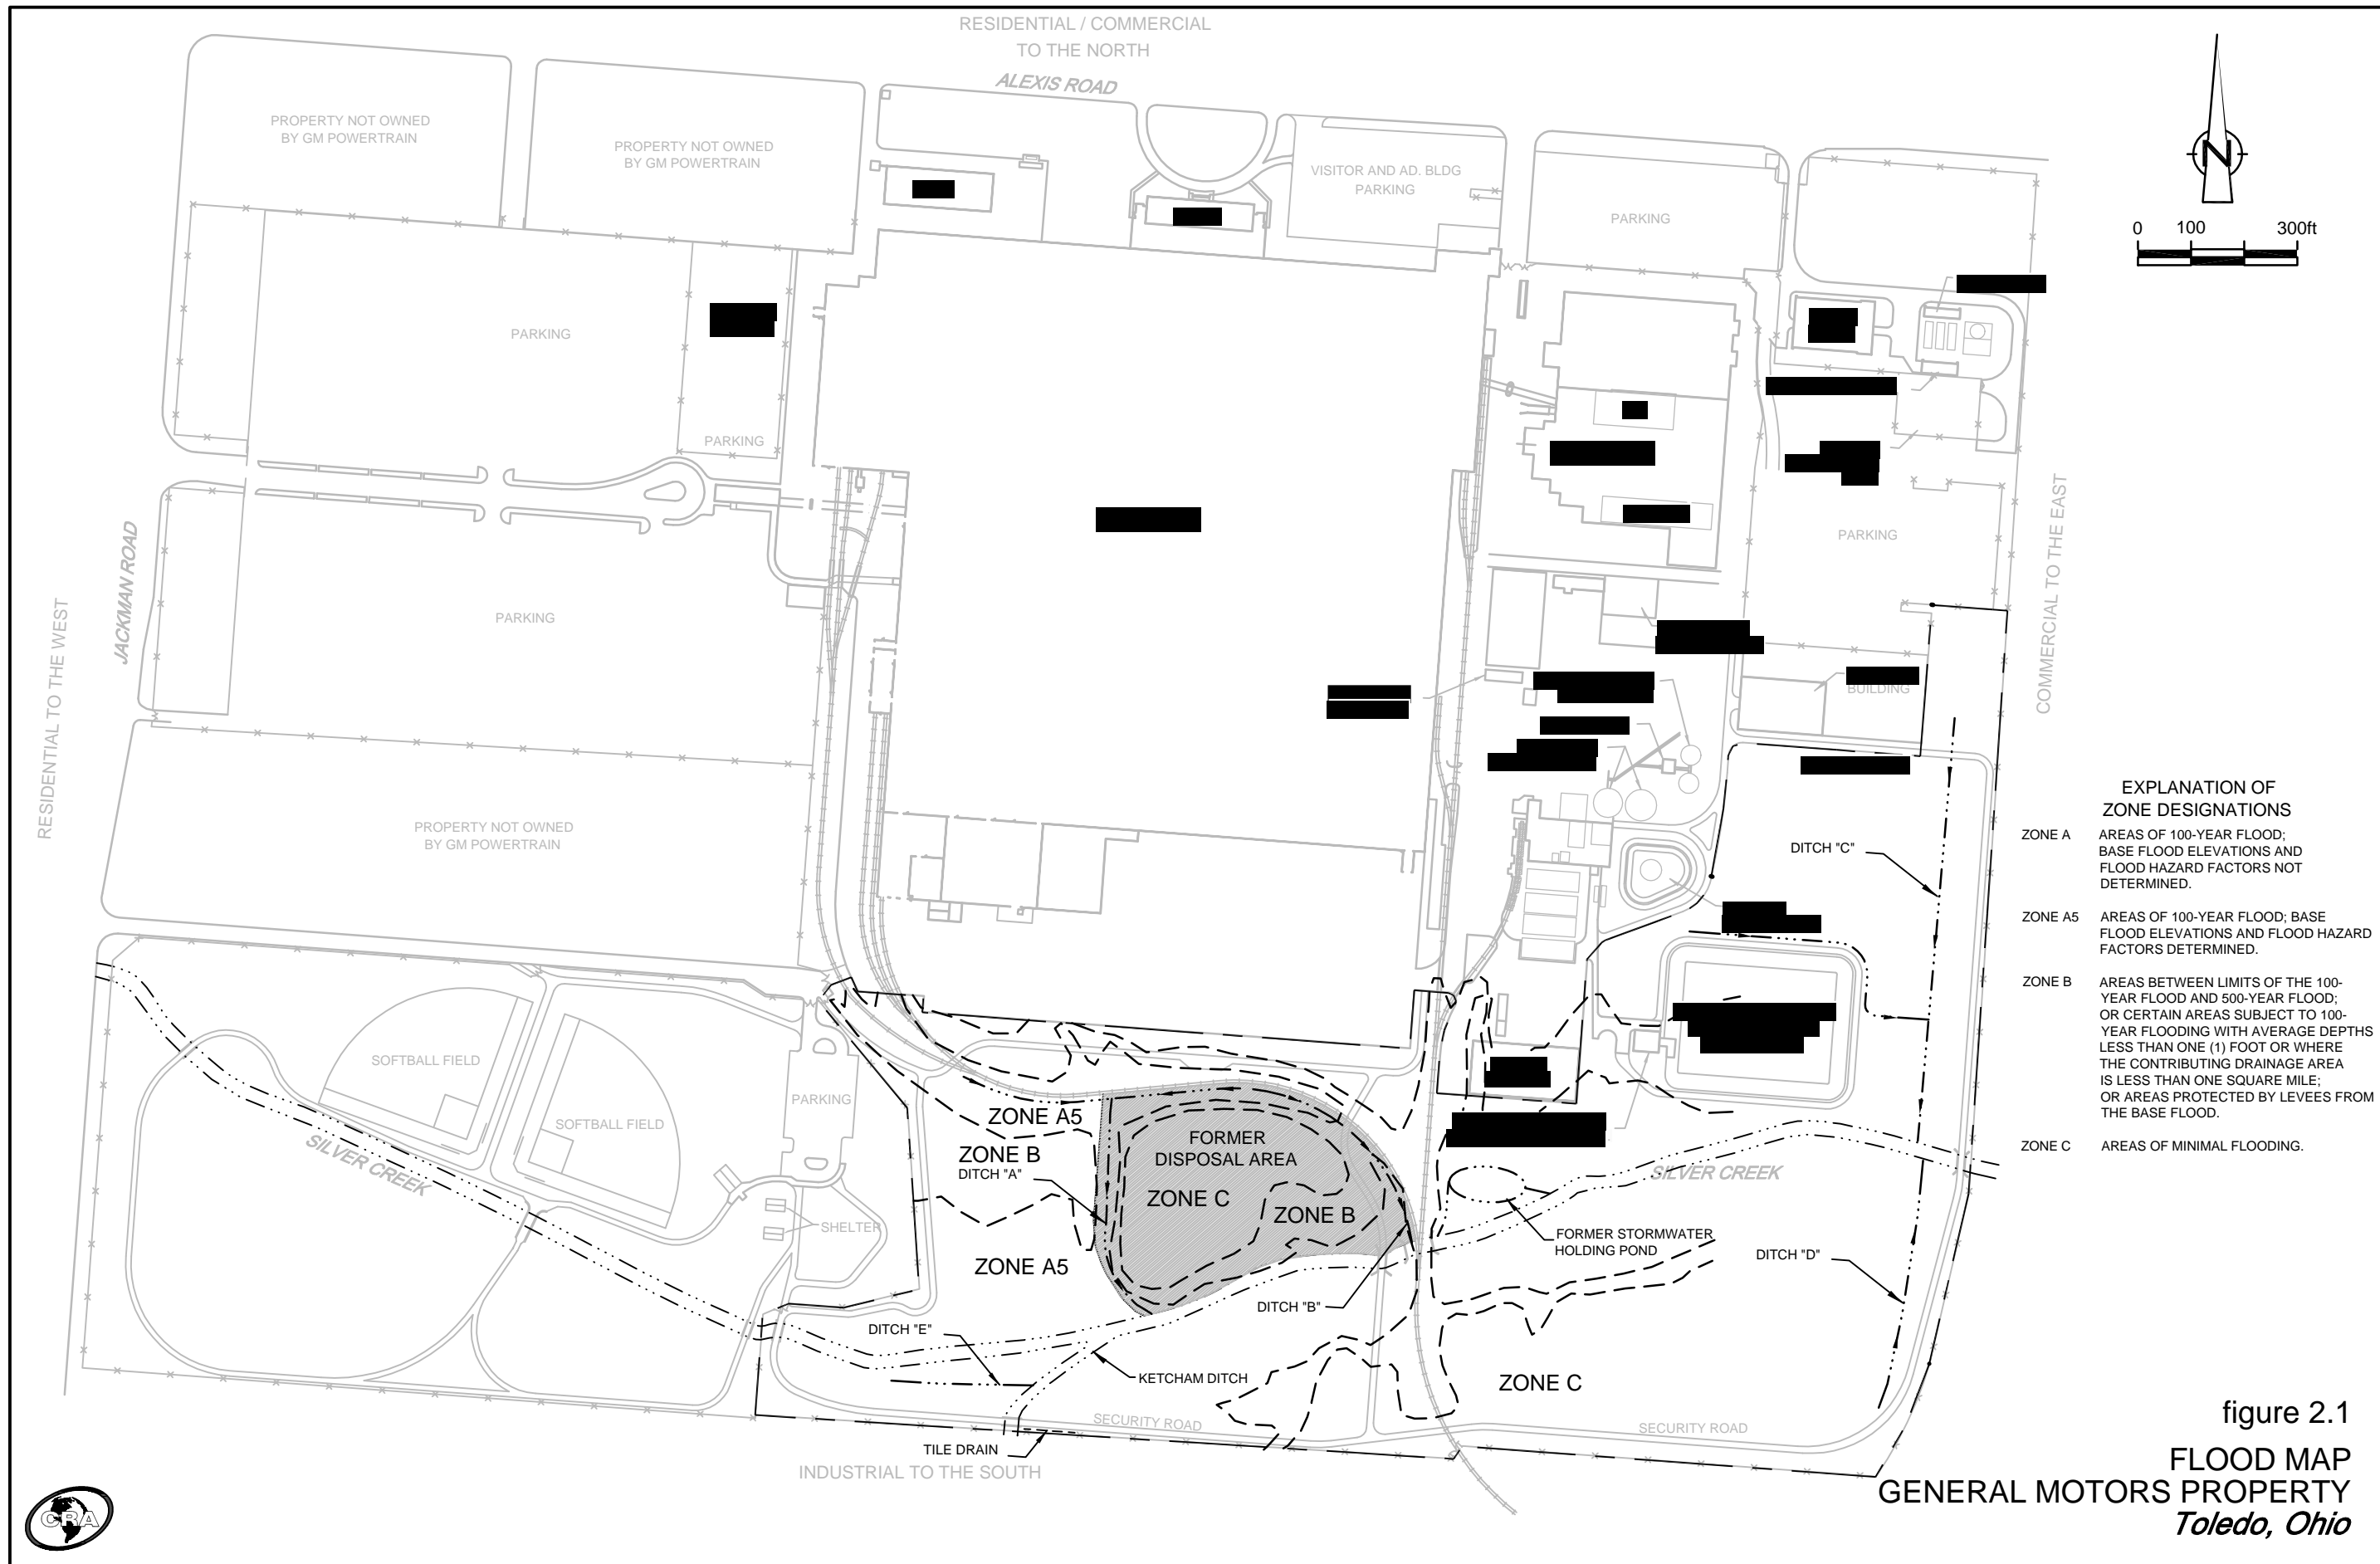 RESIDENTIAL / COMMERCIAL
TO THE NORTH
ALEXIS ROAD
PROPERTY NOT OWNED
BY GM POWERTRAIN
PROPERTY NOT OWNED
BY GM POWERTRAIN
VISITOR AND AD. BLDG
PARKING
PARKING
N
0 100 300ft
PARKING
PARKING
JACKMAN ROAD
RESIDENTIAL TO THE WEST
PARKING
PARKING
COMMERCIAL TO THE EAST
BUILDING
PROPERTY NOT OWNED
BY GM POWERTRAIN
DITCH "C"
EXPLANATION OF
ZONE DESIGNATIONS
ZONE A AREAS OF 100-YEAR FLOOD;
BASE FLOOD ELEVATIONS AND
FLOOD HAZARD FACTORS NOT
DETERMINED.
ZONE A5 AREAS OF 100-YEAR FLOOD; BASE
FLOOD ELEVATIONS AND FLOOD HAZARD
FACTORS DETERMINED.
ZONE B AREAS BETWEEN LIMITS OF THE 100-
YEAR FLOOD AND 500-YEAR FLOOD;
OR CERTAIN AREAS SUBJECT TO 100-
YEAR FLOODING WITH AVERAGE DEPTHS
LESS THAN ONE (1) FOOT OR WHERE
THE CONTRIBUTING DRAINAGE AREA
IS LESS THAN ONE SQUARE MILE;
OR AREAS PROTECTED BY LEVEES FROM
THE BASE FLOOD.
ZONE C AREAS OF MINIMAL FLOODING.
SOFTBALL FIELD
SOFTBALL FIELD
PARKING
SILVER CREEK
SHELTER
ZONE A5
ZONE B
DITCH "A"
ZONE A5
FORMER
DISPOSAL AREA
ZONE C
ZONE B
SILVER CREEK
FORMER STORMWATER
HOLDING POND
DITCH "D"
DITCH "B"
DITCH "E"
KETCHAM DITCH
ZONE C
SECURITY ROAD
SECURITY ROAD
TILE DRAIN
INDUSTRIAL TO THE SOUTH
CRA
figure 2.1
FLOOD MAP
GENERAL MOTORS PROPERTY
Toledo, Ohio